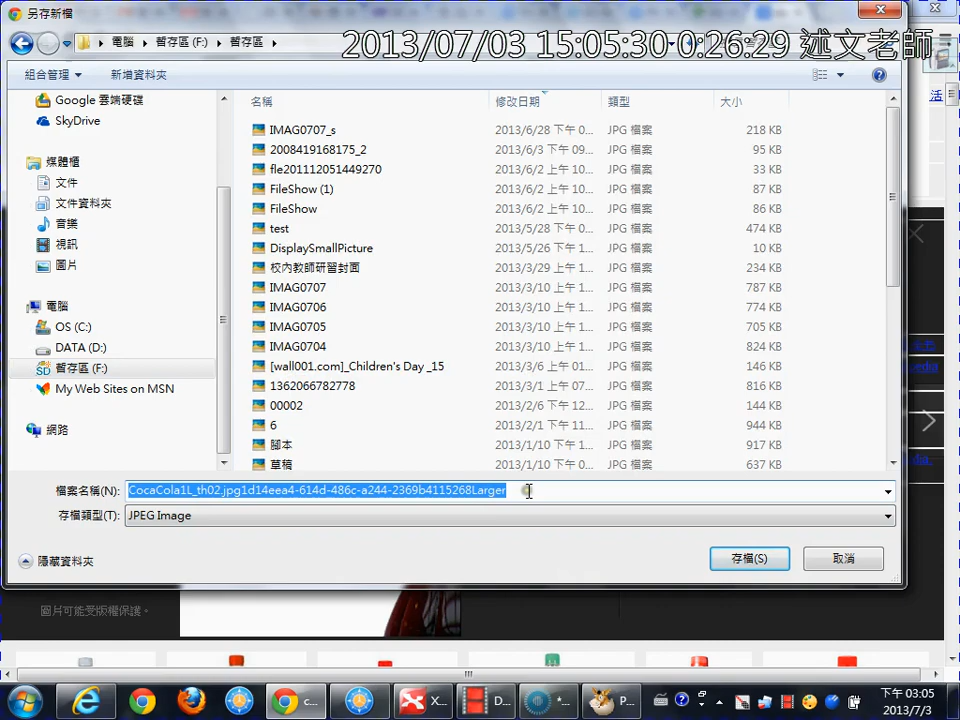 另存新檔
電腦 ▸ 暫存區 (F:) ▸ 暫存區 ▸
2013/07/03 15:05:30 0:26:29 述文老師
組合管理 新增資料夾
活
Google 雲端硬碟
SkyDrive
媒體櫃
文件
文件資料夾
音樂
視訊
圖片
電腦
OS (C:)
DATA (D:)
暫存區 (F:)
My Web Sites on MSN
網路
名稱 修改日期 類型 大小
IMAG0707_s 2013/6/28 下午 0... JPG 檔案 218 KB
2008419168175_2 2013/6/3 下午 09... JPG 檔案 95 KB
fle201112051449270 2013/6/2 上午 10... JPG 檔案 33 KB
FileShow (1) 2013/6/2 上午 10... JPG 檔案 87 KB
FileShow 2013/6/2 上午 10... JPG 檔案 86 KB
test 2013/5/28 下午 0... JPG 檔案 474 KB
DisplaySmallPicture 2013/5/26 上午 1... JPG 檔案 10 KB
校內教師研習封面 2013/3/29 上午 1... JPG 檔案 234 KB
IMAG0707 2013/3/10 上午 1... JPG 檔案 787 KB
IMAG0706 2013/3/10 上午 1... JPG 檔案 774 KB
IMAG0705 2013/3/10 上午 1... JPG 檔案 705 KB
IMAG0704 2013/3/10 上午 1... JPG 檔案 824 KB
[wall001.com]_Children's Day _15 2013/3/6 上午 01... JPG 檔案 146 KB
1362066782778 2013/3/1 上午 07... JPG 檔案 816 KB
00002 2013/2/6 下午 12... JPG 檔案 144 KB
6 2013/2/1 下午 11... JPG 檔案 944 KB
腳本 2013/1/10 下午 1... JPG 檔案 917 KB
草稿 2013/1/10 下午 1... JPG 檔案 637 KB
檔案名稱(N): CocaCola1L_th02.jpg1d14eea4-614d-486c-a244-2369b4115268Larger
存檔類型(T): JPEG Image
隱藏資料夾 存檔(S) 取消
圖片可能受版權保護。
c... X... D... *... P...
下午 03:05
2013/7/3